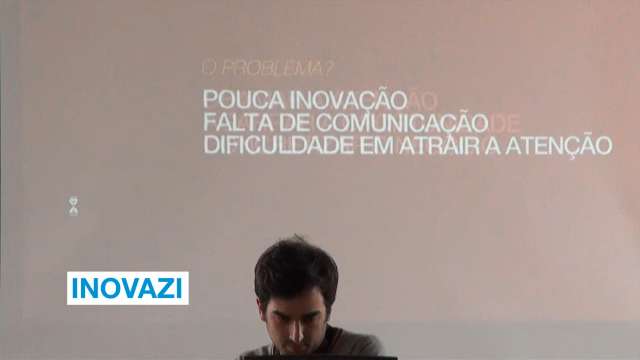 O PROBLEMA?
POUCA INOVAÇÃO
FALTA DE COMUNICAÇÃO
DIFICULDADE EM ATRAIR A ATENÇÃO
INOVAZI